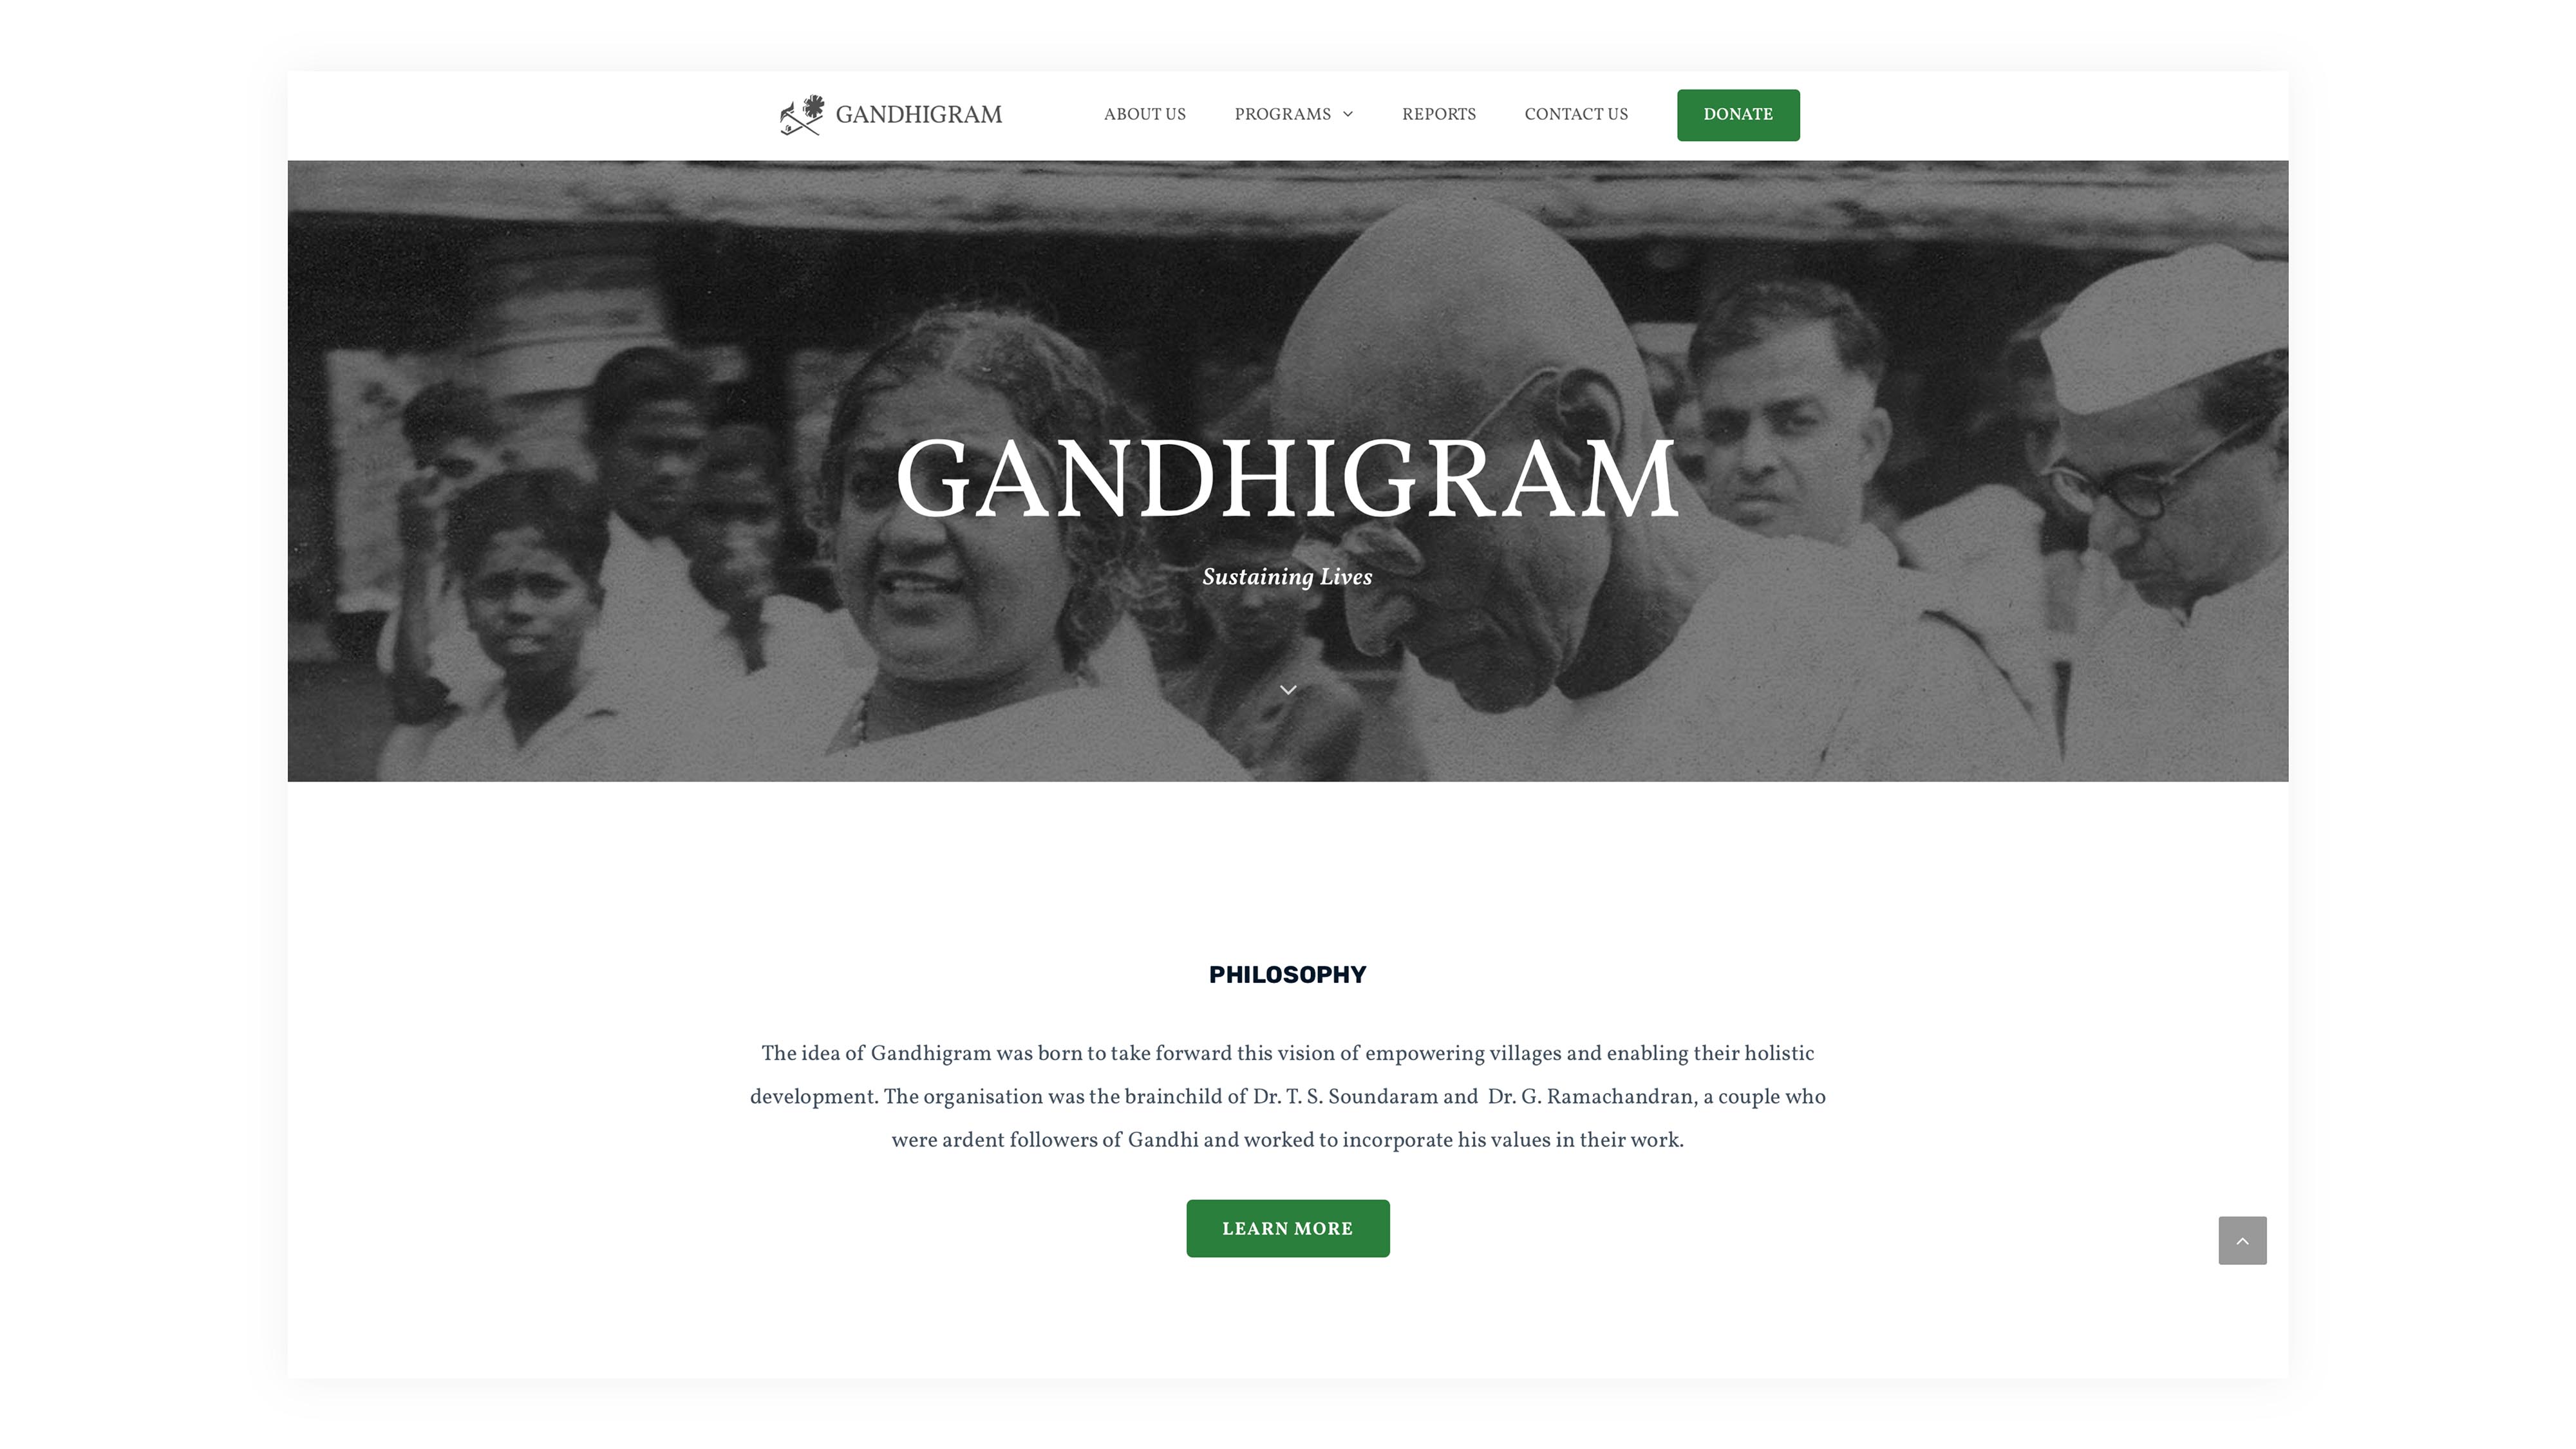 GANDHIGRAM
ABOUT US
PROGRAMS
REPORTS
CONTACT US
DONATE
GANDHIGRAM
Sustaining Lives
PHILOSOPHY
The idea of Gandhigram was born to take forward this vision of empowering villages and enabling their holistic
development. The organisation was the brainchild of Dr. T. S. Soundaram and Dr. G. Ramachandran, a couple who
were ardent followers of Gandhi and worked to incorporate his values in their work.
LEARN MORE